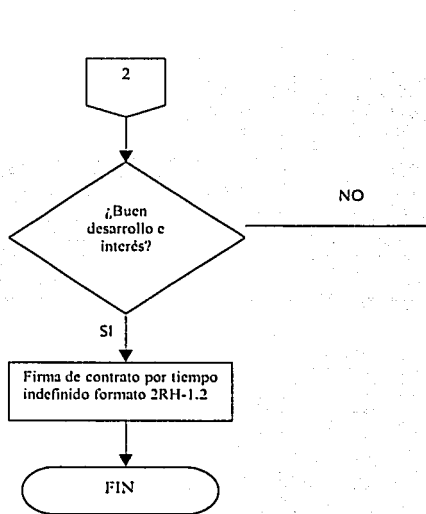 2
¿Buen
desarrollo e
interés?
NO
SI
Firma de contrato por tiempo
indefinido formato 2RH-1.2
FIN